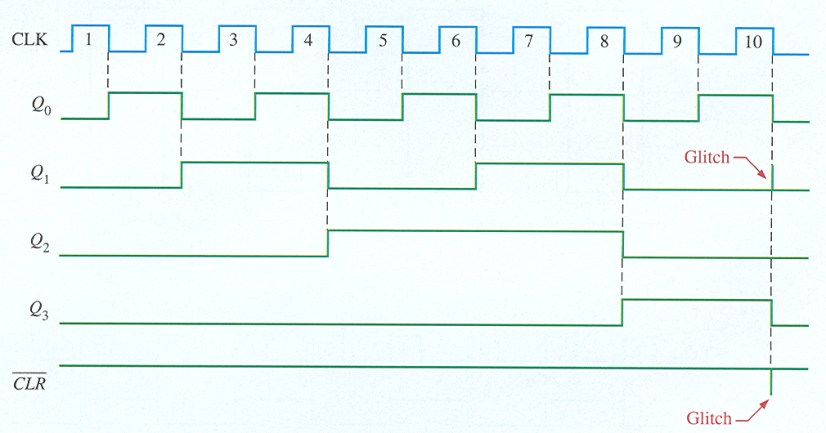 CLK 1 2 3 4 5 6 7 8 9 10
Q0
Q1 Glitch
Q2
Q3
CLR
Glitch